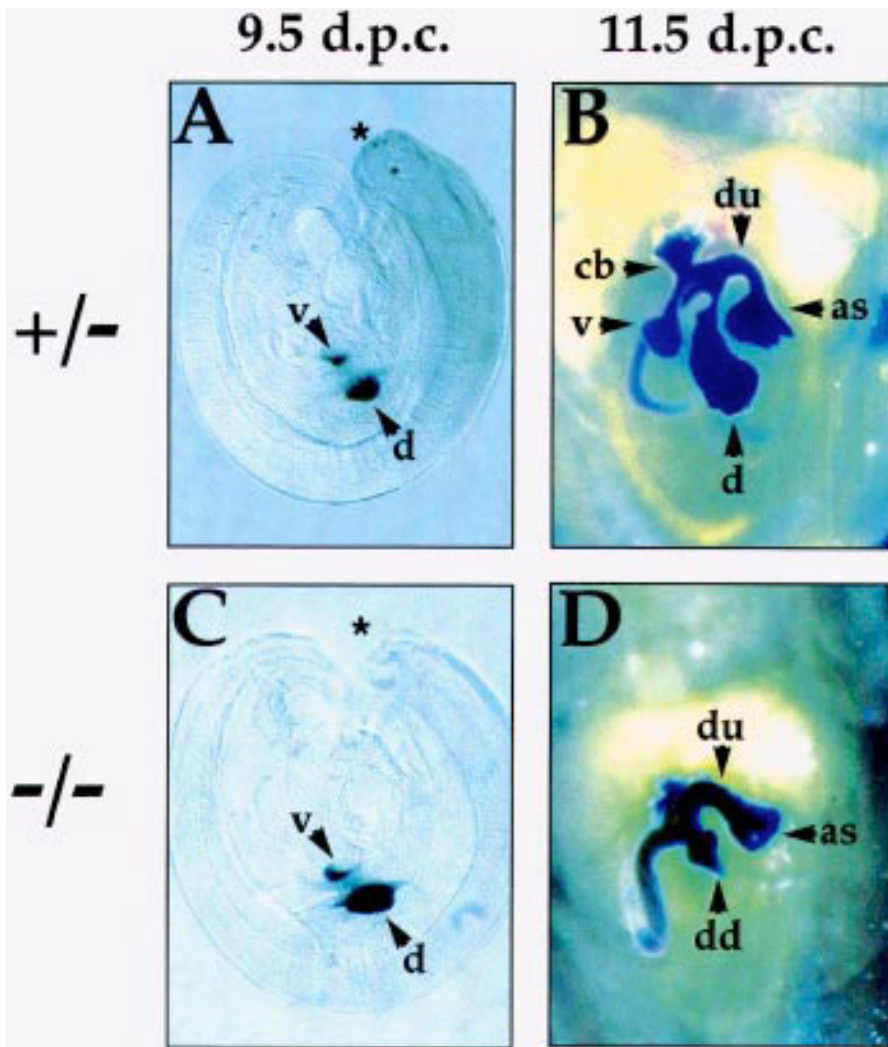 9.5 d.p.c. 11.5 d.p.c.
+/-
A * v d
B du cb v as d
-/-
C * v d
D du as dd